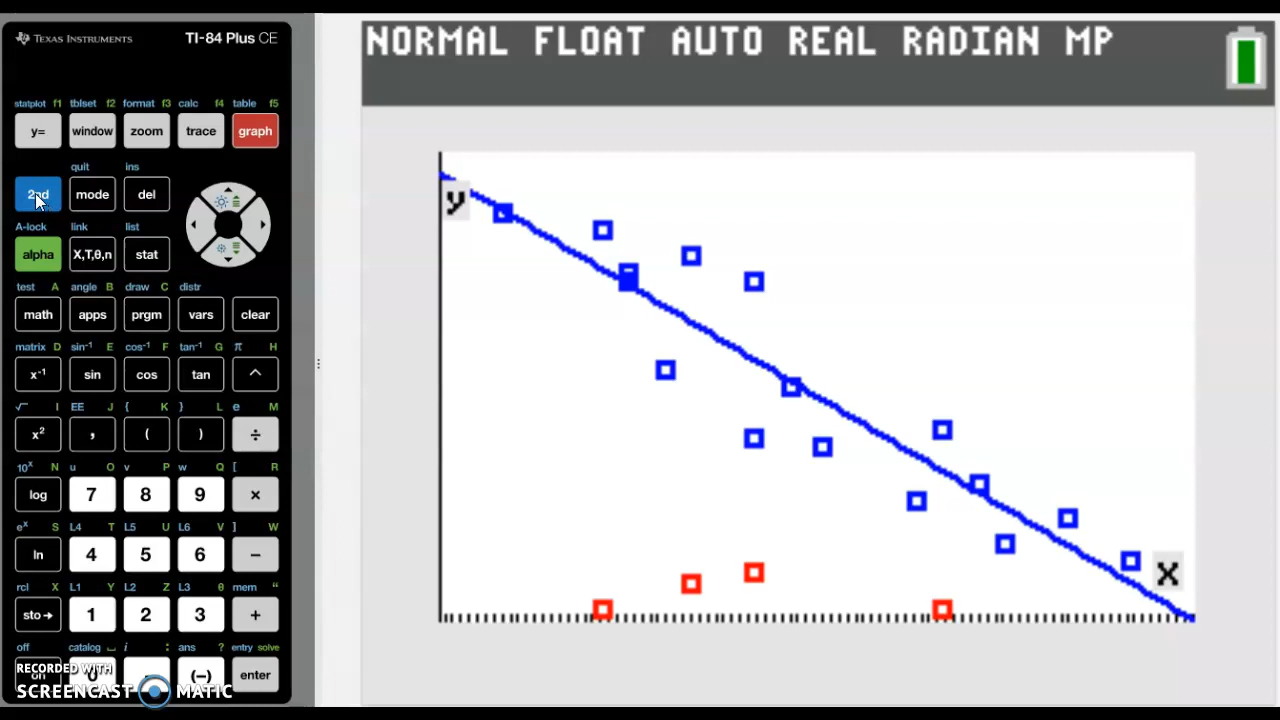 TEXAS INSTRUMENTS TI-84 Plus CE
NORMAL FLOAT AUTO REAL RADIAN MP
statplot f1 tblset f2 format f3 calc f4 table f5
y= window zoom trace graph
quit ins
2nd mode del
A-lock link list
alpha X,T,θ,n stat
test A angle B draw C distr
math apps prgm vars clear
matrix D sin⁻¹ E cos⁻¹ F tan⁻¹ G π H
x⁻¹ sin cos tan ^
√ I EE J { K } L e M
x² , ( ) ÷
10ˣ N u O v P w Q [ R
log 7 8 9 ×
eˣ S L4 T L5 U L6 V ] W
ln 4 5 6 −
rcl X L1 Y L2 Z L3 θ mem "
sto→ 1 2 3 +
off catalog i : ans ? entry solve
on 0 (−) enter
RECORDED WITH
SCREENCAST MATIC
y
x